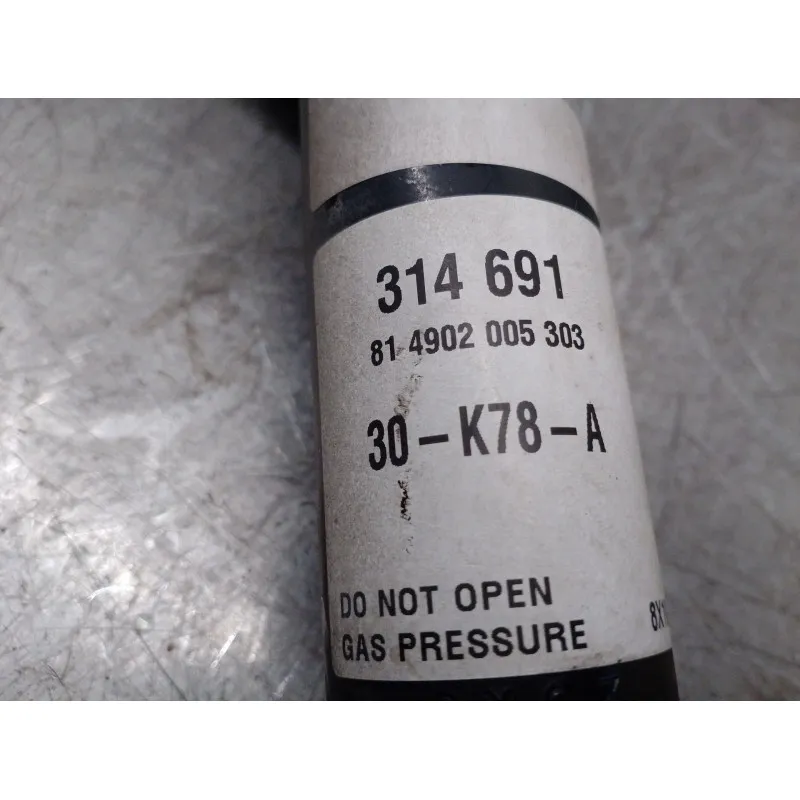 314 691
81 4902 005 303
30-K78-A
DO NOT OPEN
GAS PRESSURE